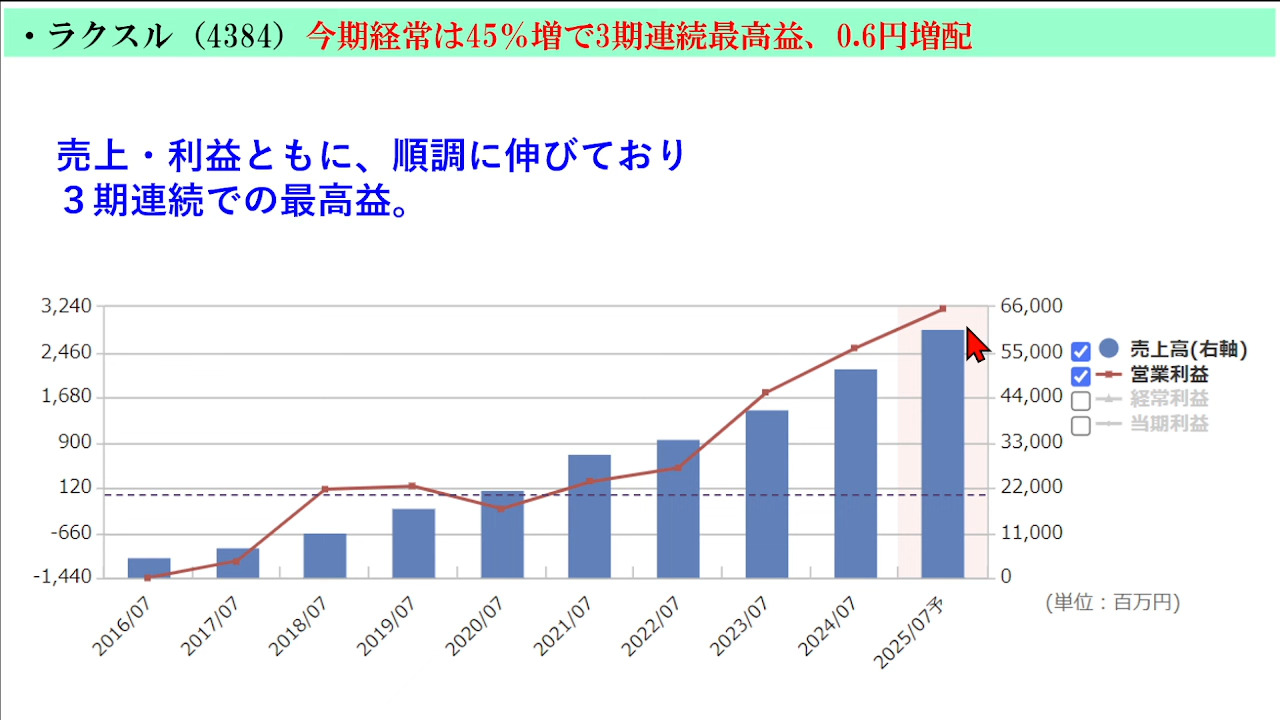 ・ラクスル（4384）今期経常は45％増で3期連続最高益、0.6円増配
売上・利益ともに、順調に伸びており
３期連続での最高益。
3,240
2,460
1,680
900
120
-660
-1,440
66,000
55,000
44,000
33,000
22,000
11,000
0
売上高(右軸)
営業利益
経常利益
当期利益
2016/07
2017/07
2018/07
2019/07
2020/07
2021/07
2022/07
2023/07
2024/07
2025/07予
(単位：百万円)